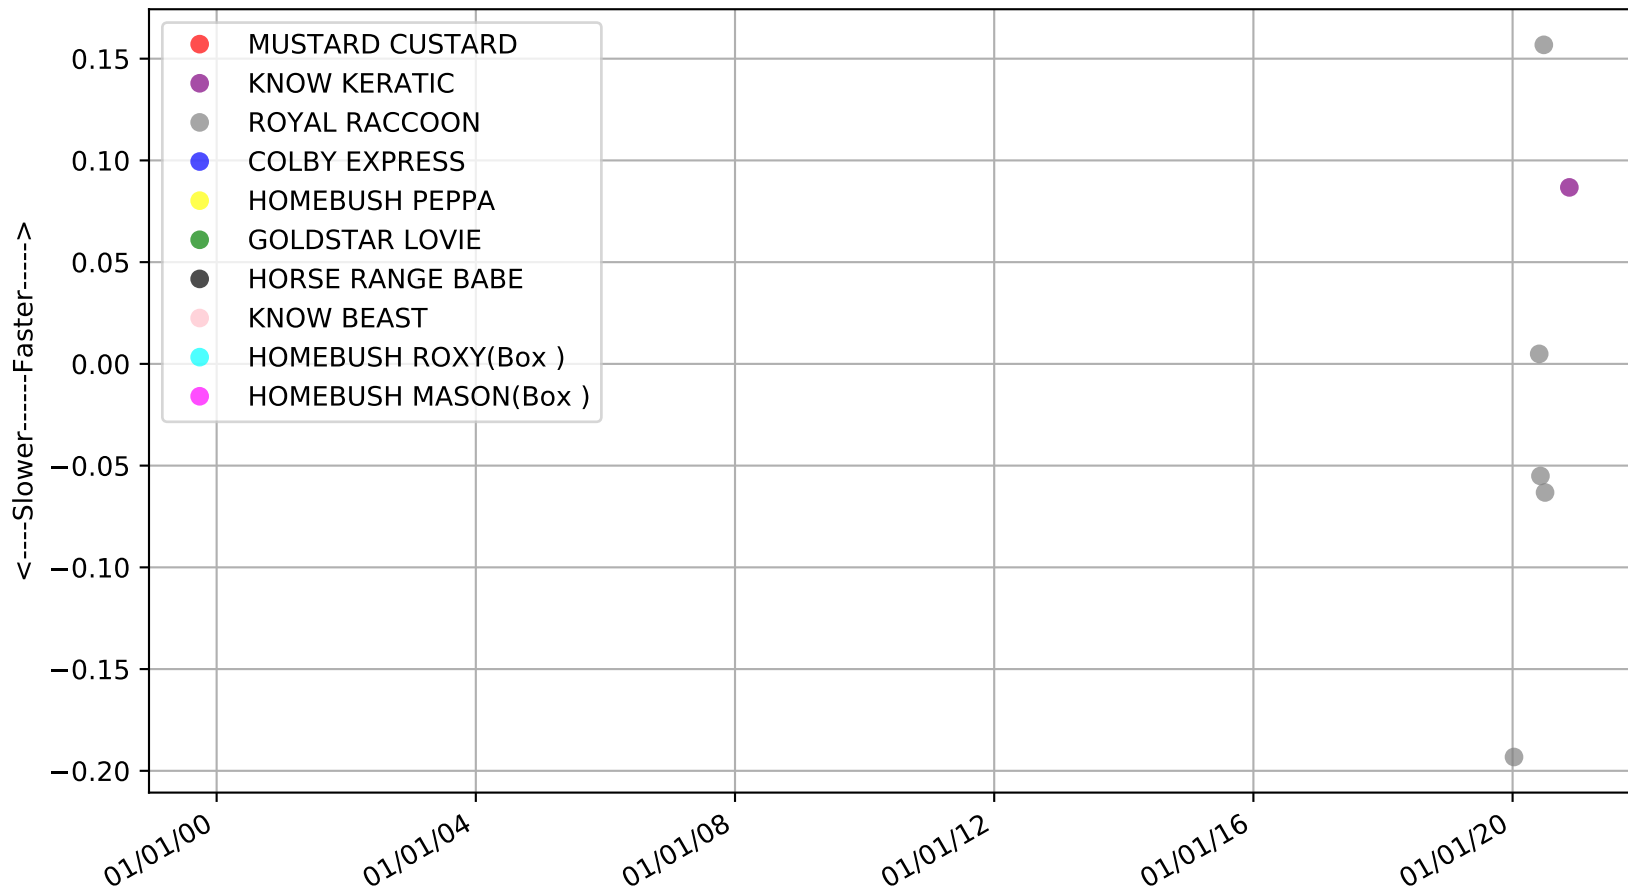 0.15
0.10
0.05
0.00
−0.05
−0.10
−0.15
−0.20
<----Slower------Faster----->
MUSTARD CUSTARD
KNOW KERATIC
ROYAL RACCOON
COLBY EXPRESS
HOMEBUSH PEPPA
GOLDSTAR LOVIE
HORSE RANGE BABE
KNOW BEAST
HOMEBUSH ROXY(Box )
HOMEBUSH MASON(Box )
01/01/00
01/01/04
01/01/08
01/01/12
01/01/16
01/01/20